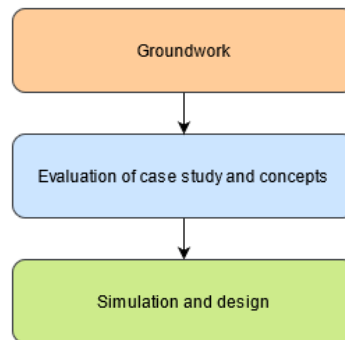 Groundwork
Evaluation of case study and concepts
Simulation and design